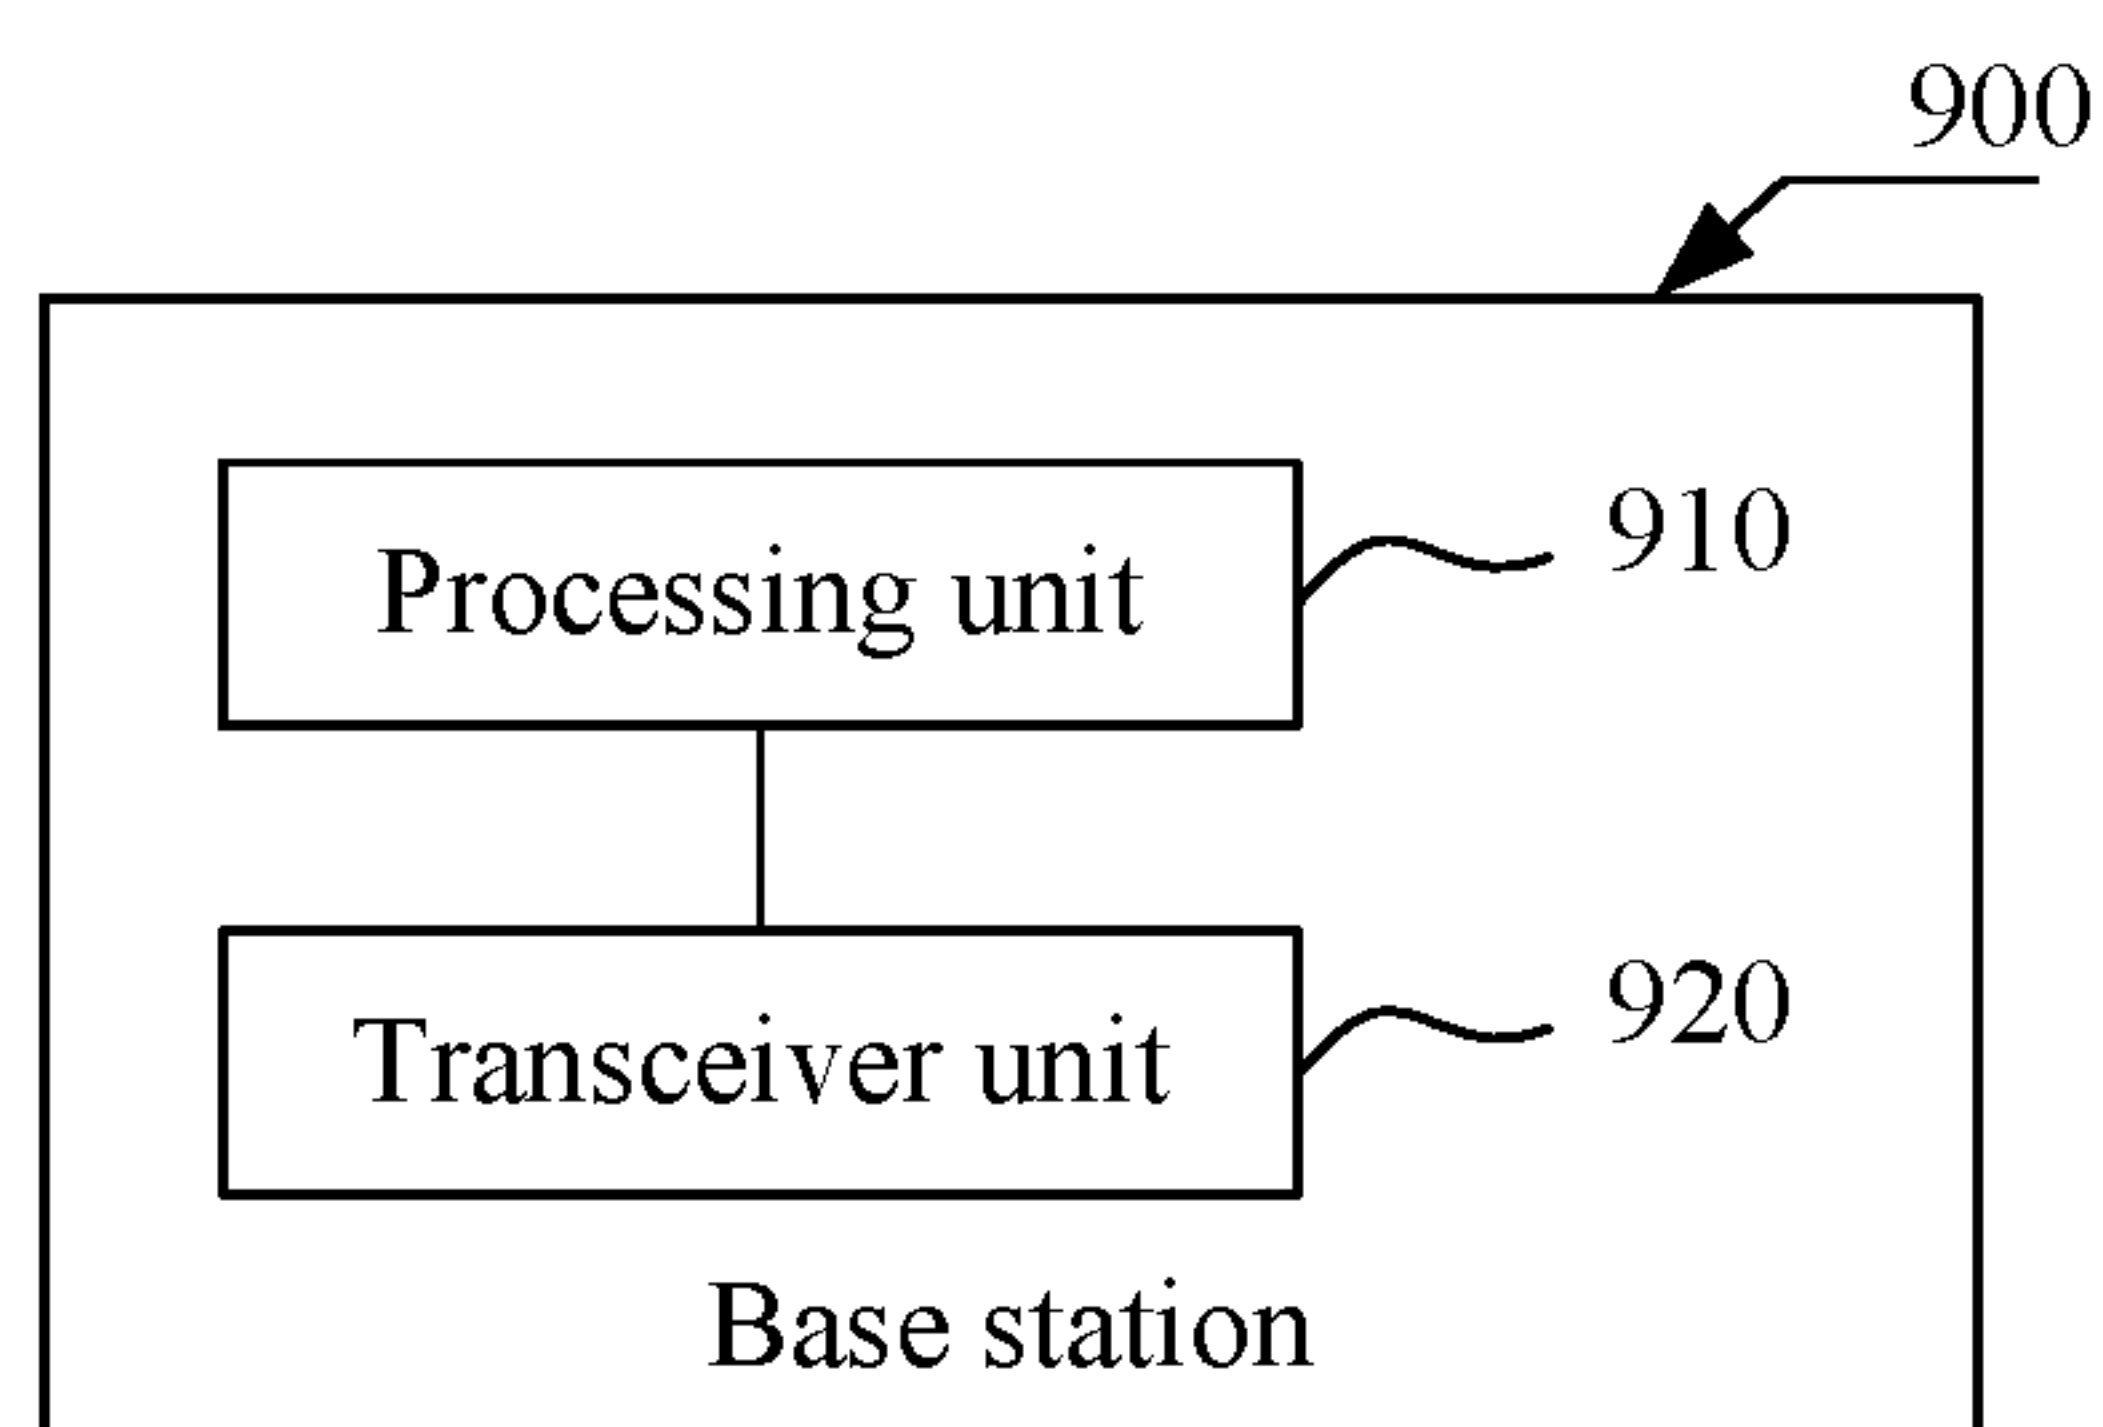 900
Processing unit 910
Transceiver unit 920
Base station